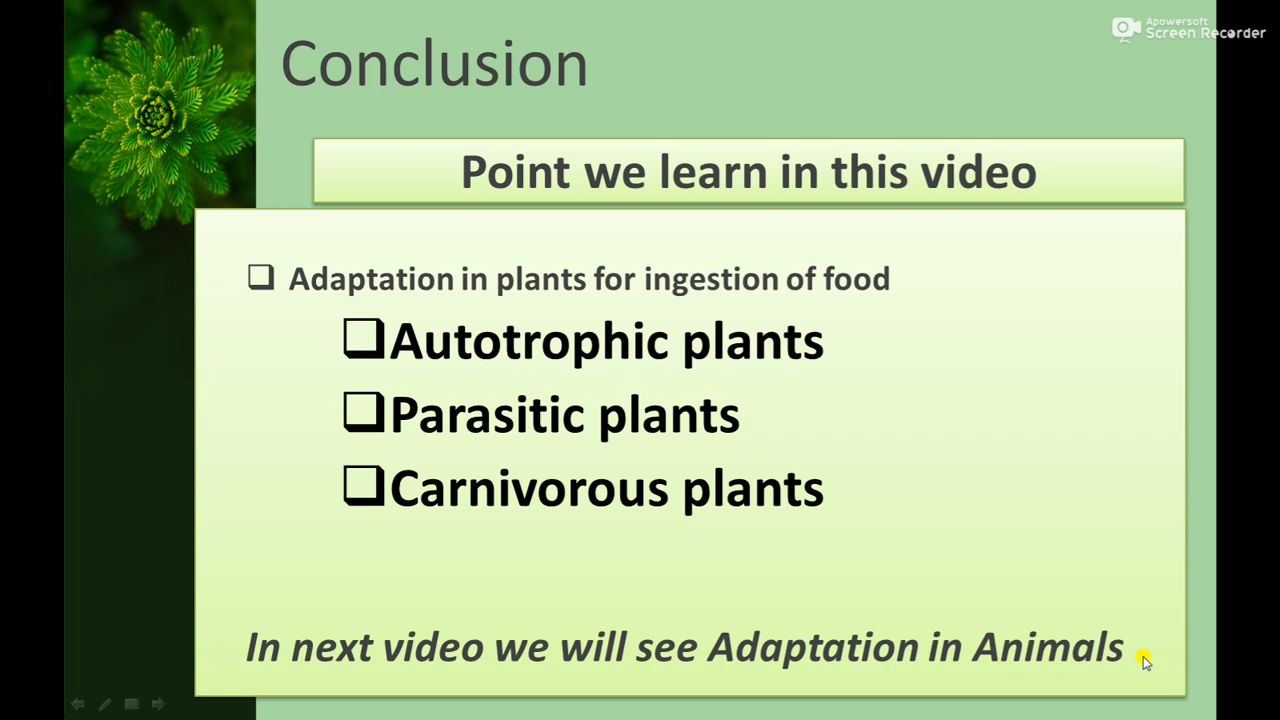 Apowersoft
Screen Recorder
Conclusion
Point we learn in this video
❑ Adaptation in plants for ingestion of food
❑Autotrophic plants
❑Parasitic plants
❑Carnivorous plants
In next video we will see Adaptation in Animals